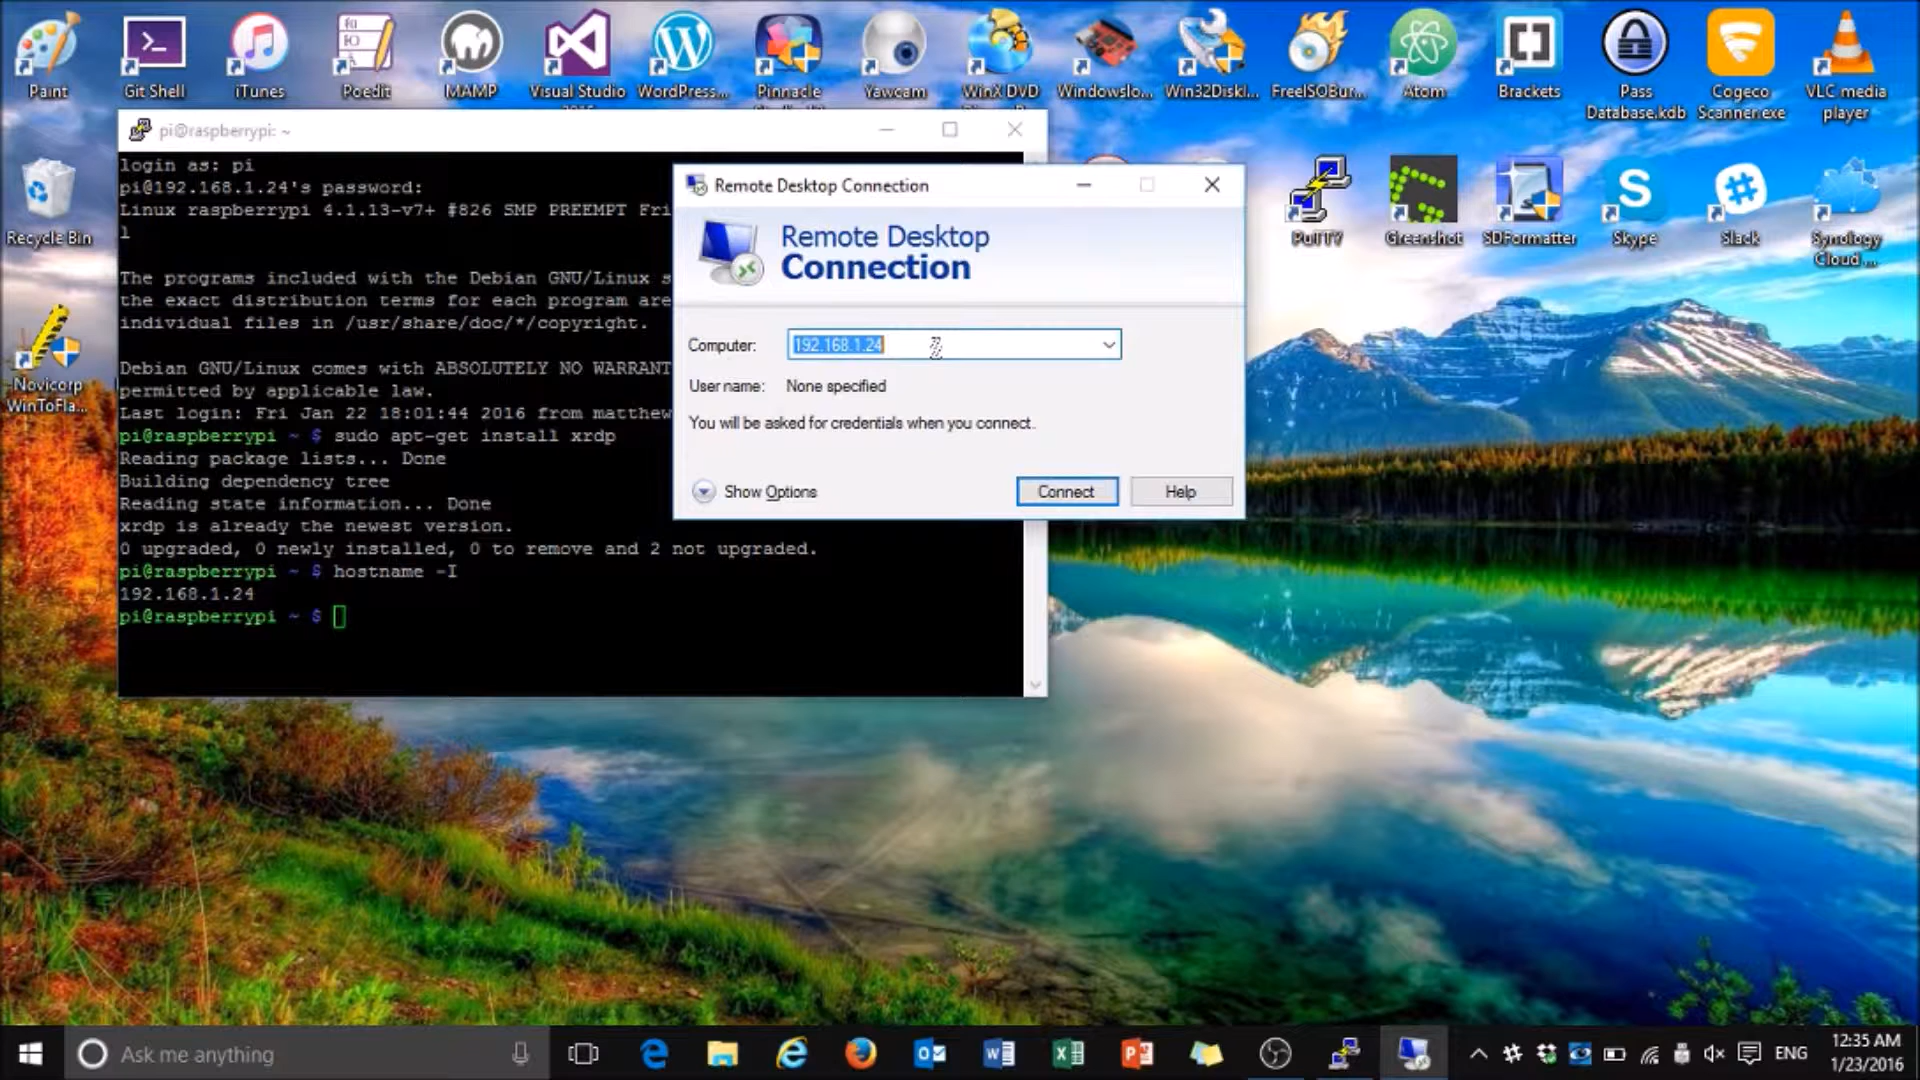 Paint
Git Shell
iTunes
Poedit
MAMP
Visual Studio
WordPress...
Pinnacle
Yawcam
WinX DVD
Windowslo...
Win32DiskI...
FreeISOBur...
Atom
Brackets
Pass
Database.kdb
Cogeco
Scanner.exe
VLC media
player
Recycle Bin
Novicorp
WinToFla...
PuTTY
Greenshot
SDFormatter
Skype
Slack
Synology
Cloud ...
pi@raspberrypi: ~
login as: pi
pi@192.168.1.24's password:
Linux raspberrypi 4.1.13-v7+ #826 SMP PREEMPT Fri
l
The programs included with the Debian GNU/Linux s
the exact distribution terms for each program are
individual files in /usr/share/doc/*/copyright.
Debian GNU/Linux comes with ABSOLUTELY NO WARRANT
permitted by applicable law.
Last login: Fri Jan 22 18:01:44 2016 from matthew
pi@raspberrypi ~ $ sudo apt-get install xrdp
Reading package lists... Done
Building dependency tree
Reading state information... Done
xrdp is already the newest version.
0 upgraded, 0 newly installed, 0 to remove and 2 not upgraded.
pi@raspberrypi ~ $ hostname -I
192.168.1.24
pi@raspberrypi ~ $
Remote Desktop Connection
Remote Desktop
Connection
Computer: 192.168.1.24
User name: None specified
You will be asked for credentials when you connect.
Show Options
Connect
Help
Ask me anything
ENG
12:35 AM
1/23/2016